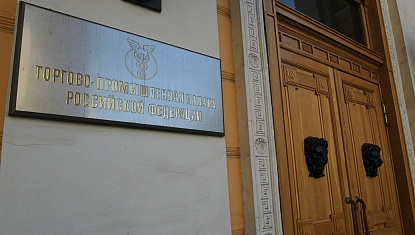 ТОРГОВО-ПРОМЫШЛЕННАЯ ПАЛАТА
РОССИЙСКОЙ ФЕДЕРАЦИИ